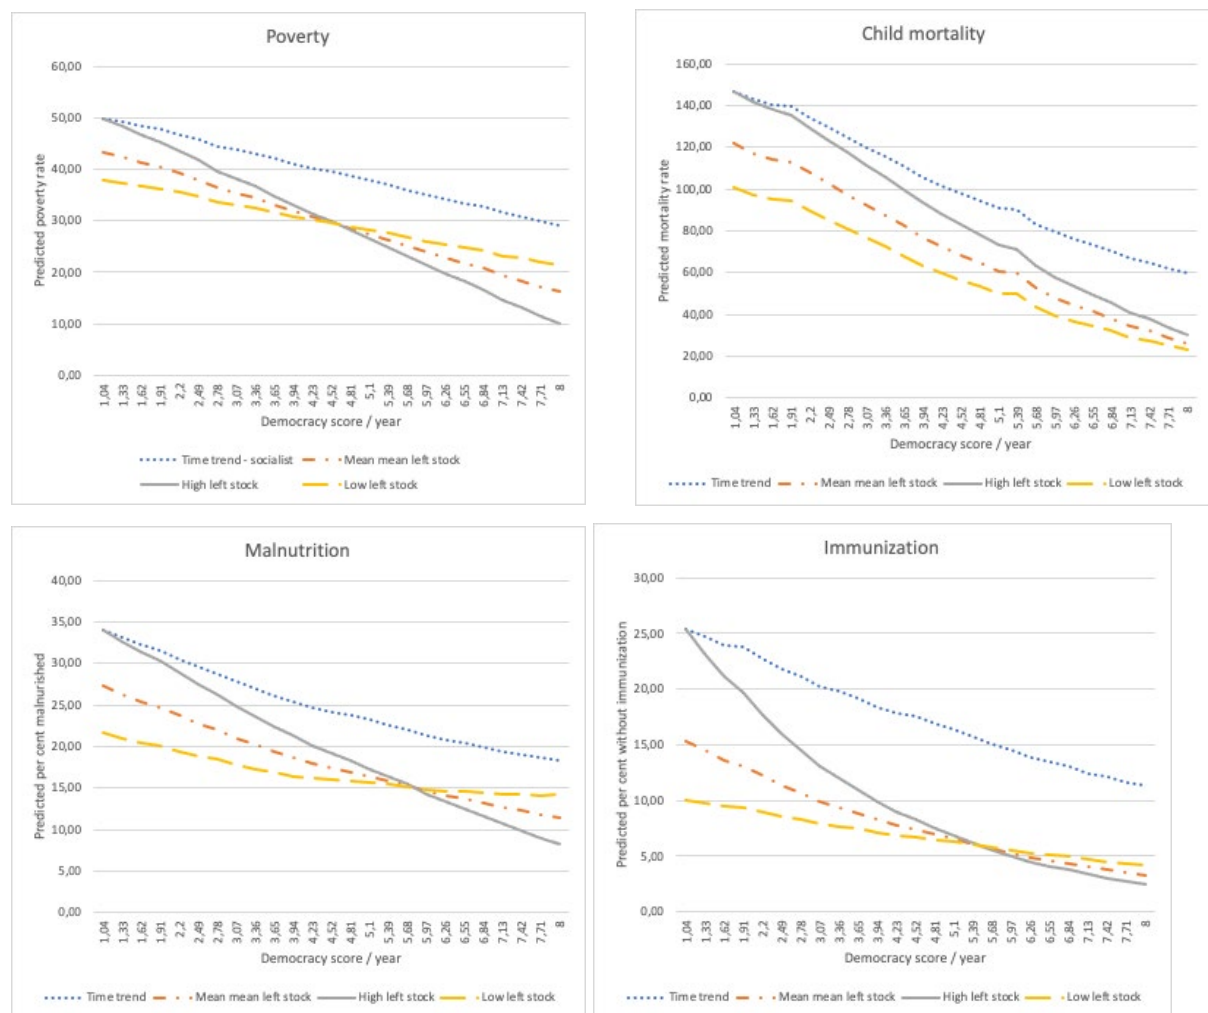 Poverty
Predicted poverty rate
60,00
50,00
40,00
30,00
20,00
10,00
0,00
1,04 1,33 1,62 1,91 2,2 2,49 2,78 3,07 3,36 3,65 3,94 4,23 4,52 4,81 5,1 5,39 5,68 5,97 6,26 6,55 6,84 7,13 7,42 7,71 8
Democracy score / year
Time trend - socialist Mean mean left stock
High left stock Low left stock
Child mortality
Predicted mortality rate
160,00
140,00
120,00
100,00
80,00
60,00
40,00
20,00
0,00
1,04 1,33 1,62 1,91 2,2 2,49 2,78 3,07 3,36 3,65 3,94 4,23 4,52 4,81 5,1 5,39 5,68 5,97 6,26 6,55 6,84 7,13 7,42 7,71 8
Democracy score / year
Time trend Mean mean left stock High left stock Low left stock
Malnutrition
Predicted per cent malnurished
40,00
35,00
30,00
25,00
20,00
15,00
10,00
5,00
0,00
1,04 1,33 1,62 1,91 2,2 2,49 2,78 3,07 3,36 3,65 3,94 4,23 4,52 4,81 5,1 5,39 5,68 5,97 6,26 6,55 6,84 7,13 7,42 7,71 8
Democracy score / year
Time trend Mean mean left stock High left stock Low left stock
Immunization
Predicted per cent without immunization
30,00
25,00
20,00
15,00
10,00
5,00
0,00
1,04 1,33 1,62 1,91 2,2 2,49 2,78 3,07 3,36 3,65 3,94 4,23 4,52 4,81 5,1 5,39 5,68 5,97 6,26 6,55 6,84 7,13 7,42 7,71 8
Democracy score / year
Time trend Mean mean left stock High left stock Low left stock